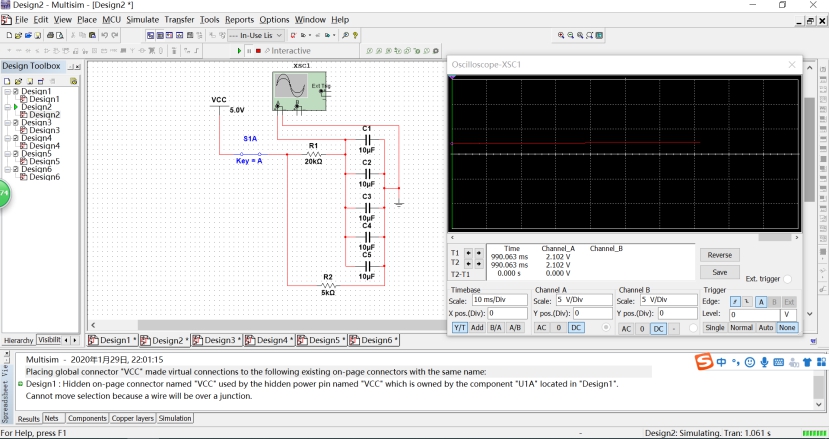 Design2 - Multisim - [Design2 *]
File Edit View Place MCU Simulate Transfer Tools Reports Options Window Help
--- In-Use Lis
Interactive
Design Toolbox
Design1
Design1
Design2
Design2
Design3
Design3
Design4
Design4
Design5
Design5
Design6
Design6
74
Hierarchy Visibilit
XSC1
Ext Trig
A B
VCC
5.0V
S1A
Key = A
R1
20kΩ
C1
10µF
C2
10µF
C3
10µF
C4
10µF
C5
10µF
R2
5kΩ
Design1 * Design2 * Design3 * Design4 * Design5 * Design6 *
Oscilloscope-XSC1
Time Channel_A Channel_B
T1 990.063 ms 2.102 V
T2 990.063 ms 2.102 V
T2-T1 0.000 s 0.000 V
Reverse
Save
Ext. trigger
Timebase Channel A Channel B Trigger
Scale: 10 ms/Div Scale: 5 V/Div Scale: 5 V/Div Edge: A B Ext
X pos.(Div): 0 Y pos.(Div): 0 Y pos.(Div): 0 Level: 0 V
Y/T Add B/A A/B AC 0 DC AC 0 DC - Single Normal Auto None
Spreadsheet Vie
Multisim - 2020年1月29日, 22:01:15
Placing global connector "VCC" made virtual connections to the following existing on-page connectors with the same name:
Design1 : Hidden on-page connector named "VCC" used by the hidden power pin named "VCC" which is owned by the component "U1A" located in "Design1".
Cannot move selection because a wire will be over a junction.
中
Results Nets Components Copper layers Simulation
For Help, press F1
-
Design2: Simulating. Tran: 1.061 s